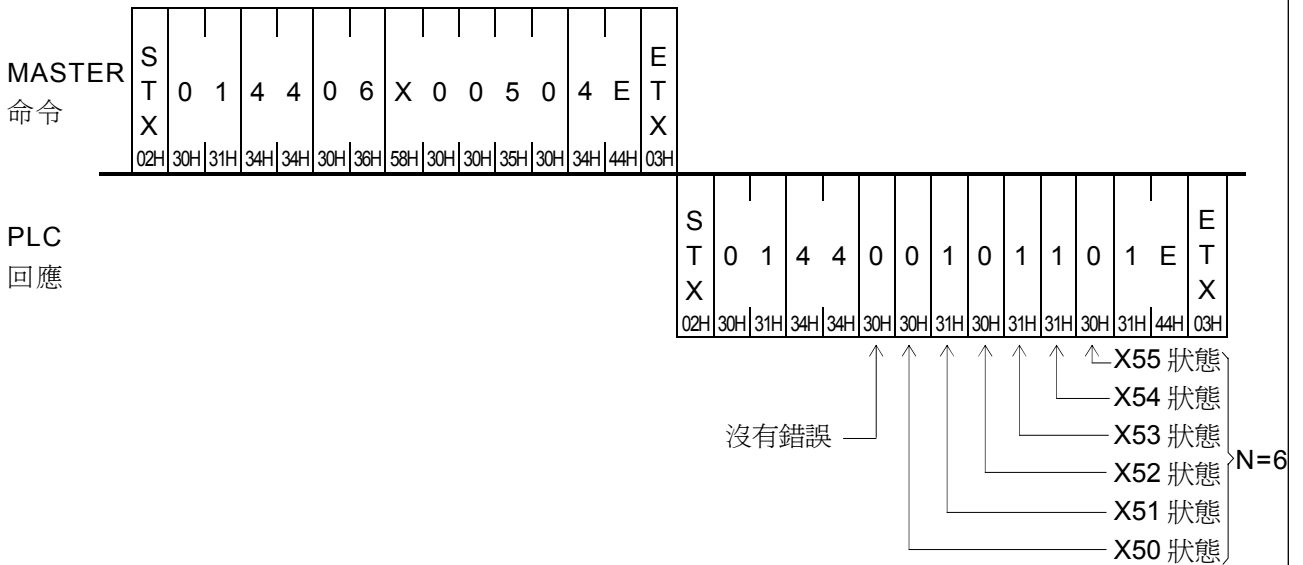 MASTER
命令
STX 0 1 4 4 0 6 X 0 0 5 0 4 E ETX
02H 30H 31H 34H 34H 30H 36H 58H 30H 30H 35H 30H 34H 44H 03H
PLC
回應
STX 0 1 4 4 0 0 1 0 1 1 0 1 E ETX
02H 30H 31H 34H 34H 30H 30H 31H 30H 31H 31H 30H 31H 44H 03H
X55 狀態
X54 狀態
沒有錯誤
X53 狀態
N=6
X52 狀態
X51 狀態
X50 狀態